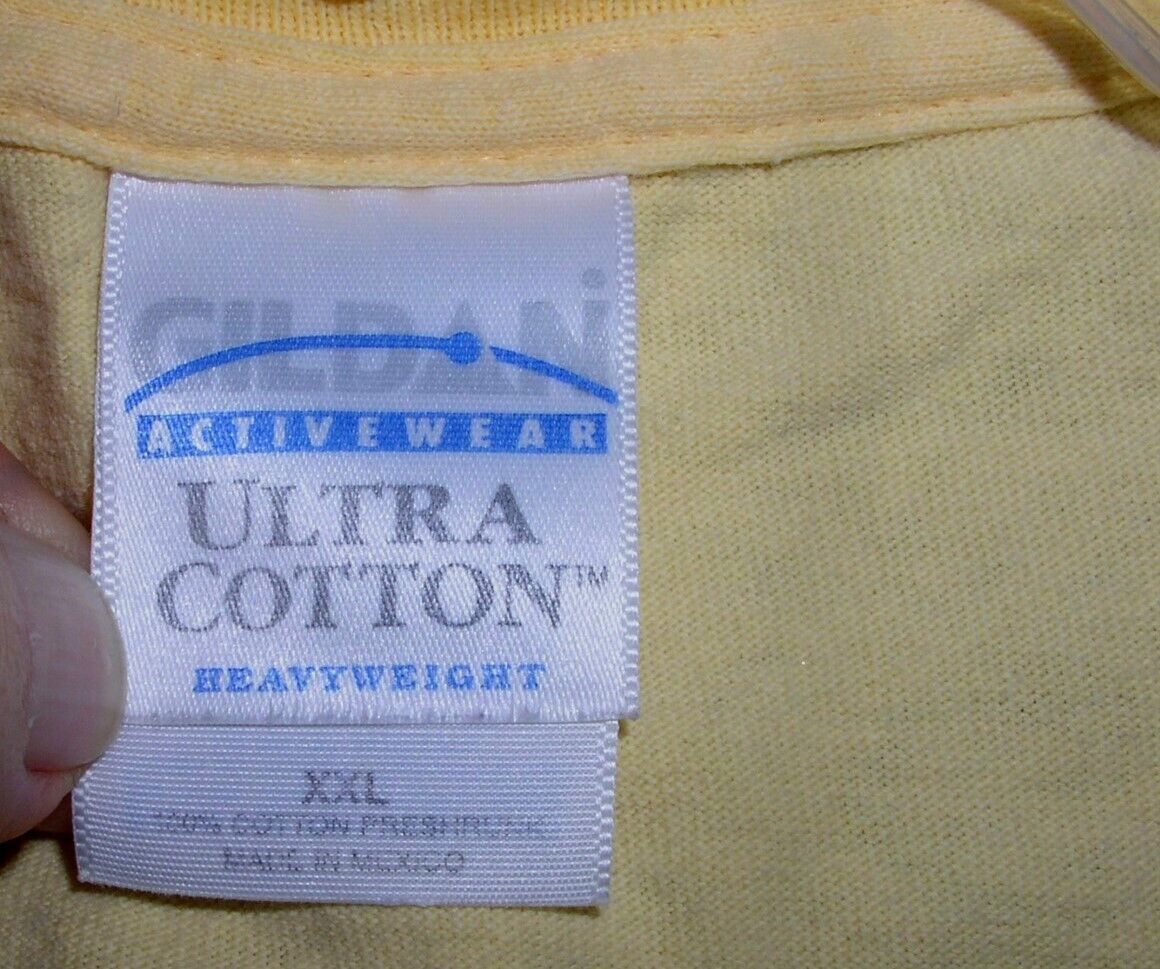 GILDAN
ACTIVEWEAR
ULTRA
COTTON™
HEAVYWEIGHT
XXL
100% COTTON PRESHRUNK
MADE IN MEXICO